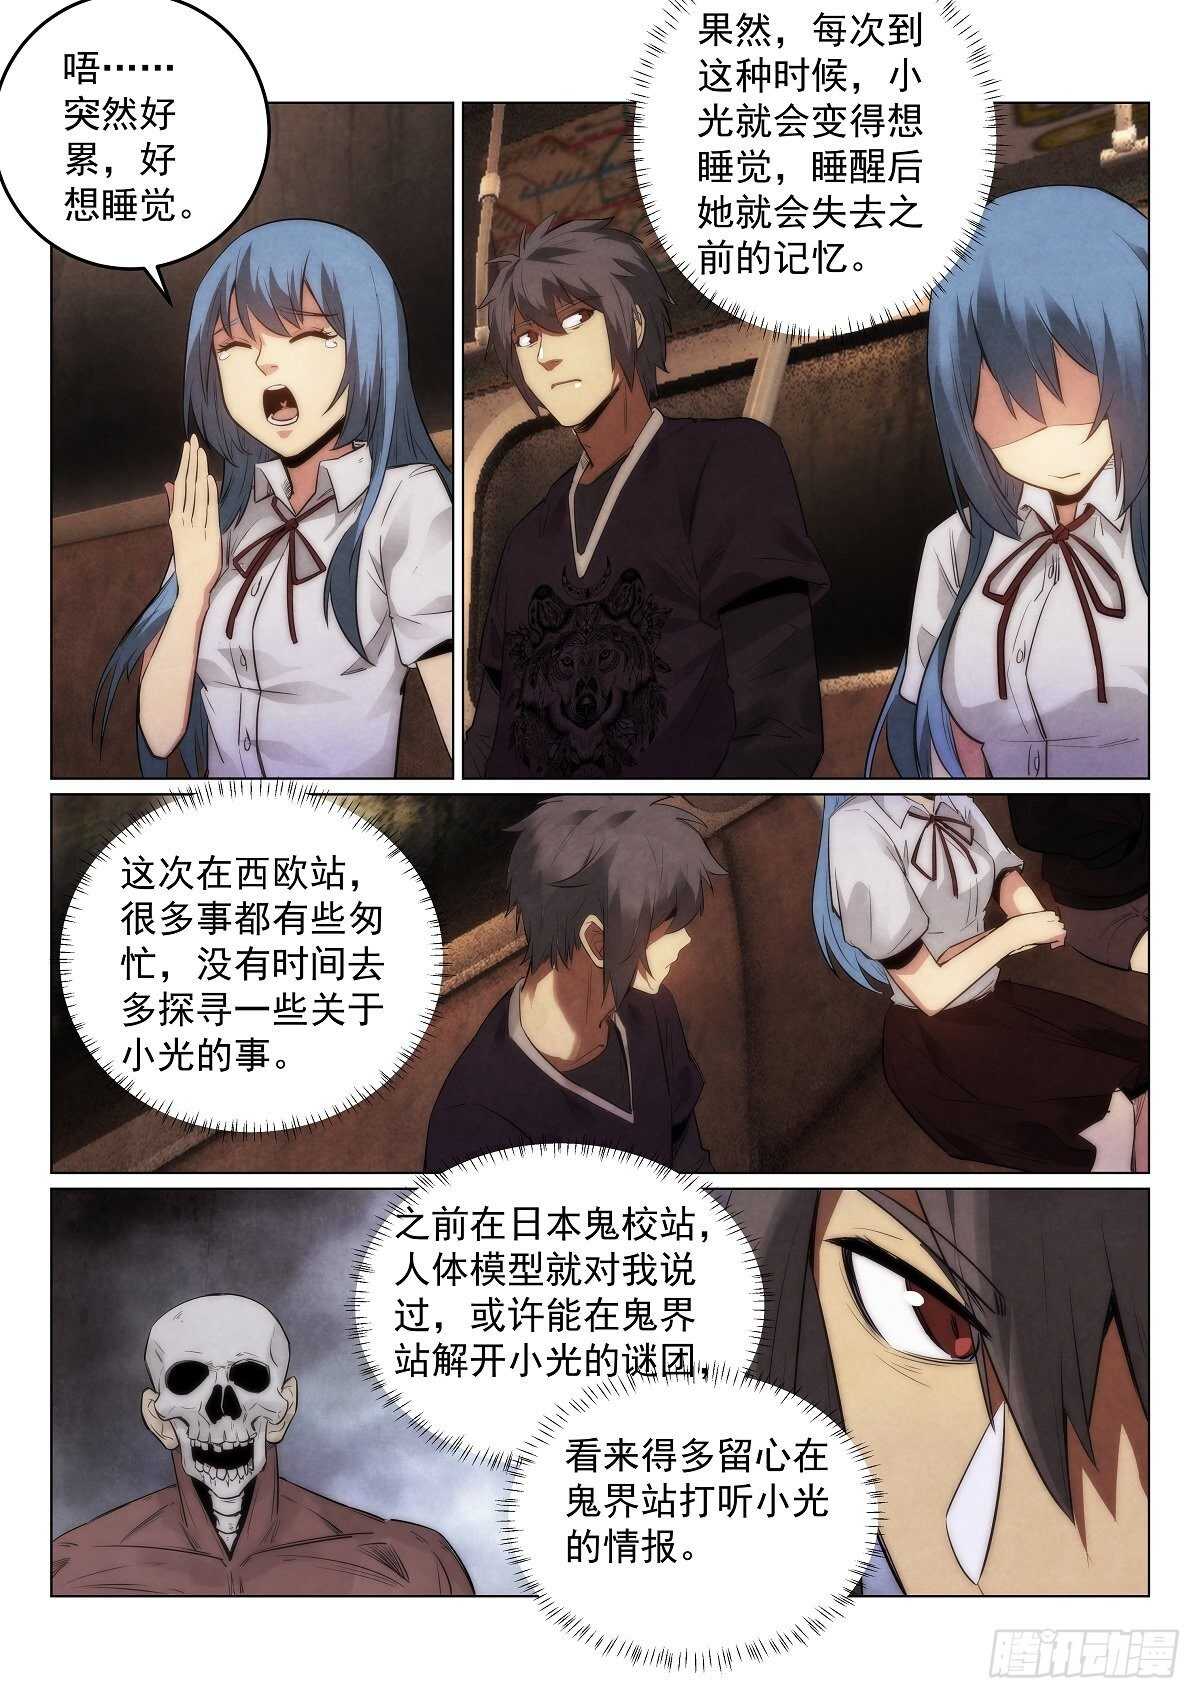 唔……
突然好
累，好
想睡觉。
果然，每次到
这种时候，小
光就会变得想
睡觉，睡醒后
她就会失去之
前的记忆。
这次在西欧站，
很多事都有些匆
忙，没有时间去
多探寻一些关于
小光的事。
之前在日本鬼校站，
人体模型就对我说
过，或许能在鬼界
站解开小光的谜团，
看来得多留心在
鬼界站打听小光
的情报。
腾讯动漫